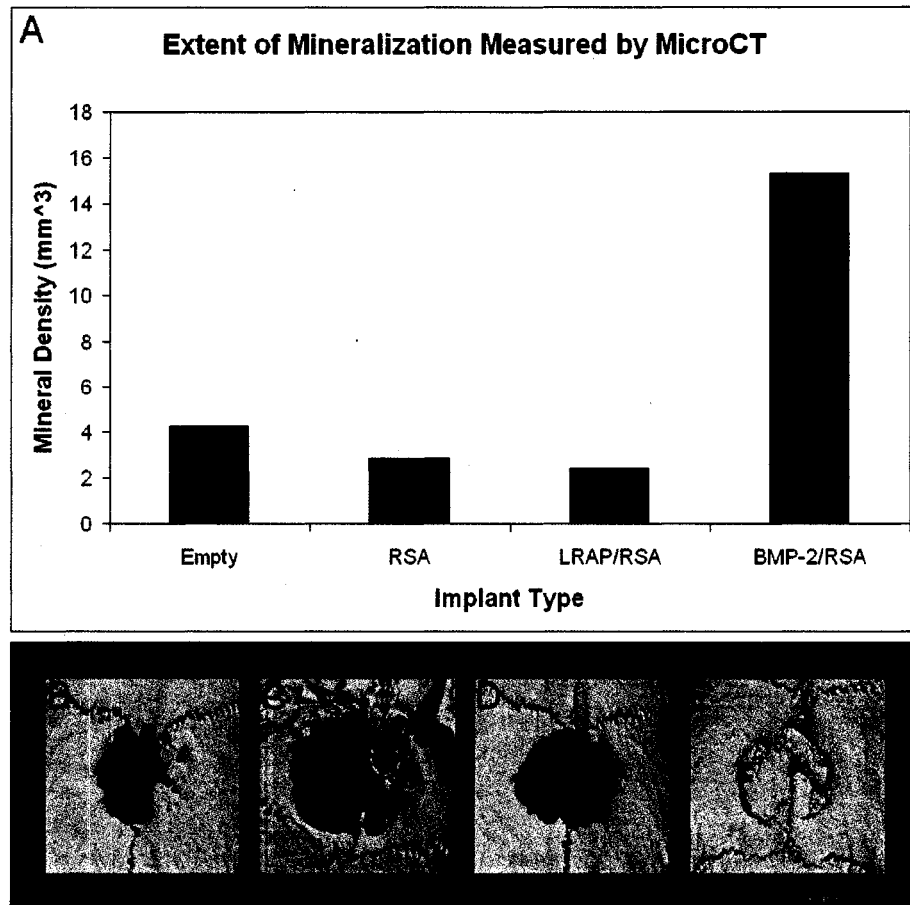 A
Extent of Mineralization Measured by MicroCT
18
16
14
12
10
8
6
4
2
0
Mineral Density (mm^3)
Empty
RSA
LRAP/RSA
BMP-2/RSA
Implant Type
B
C
D